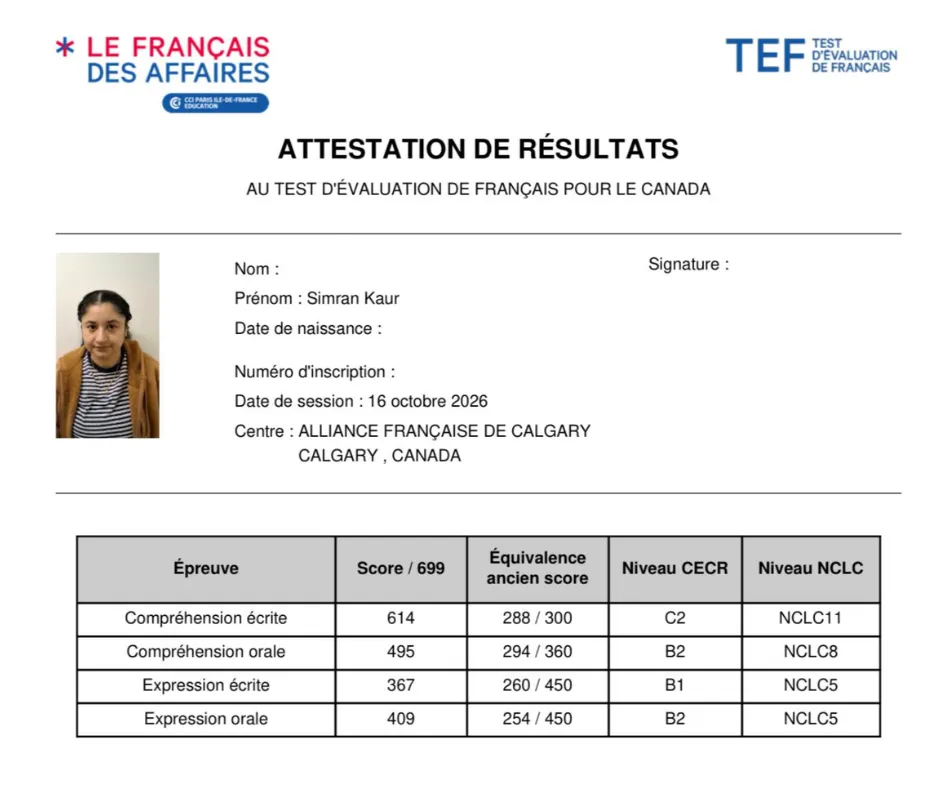 LE FRANÇAIS
DES AFFAIRES
CCI PARIS ILE-DE-FRANCE
EDUCATION
TEF TEST
D'ÉVALUATION
DE FRANÇAIS
ATTESTATION DE RÉSULTATS
AU TEST D'ÉVALUATION DE FRANÇAIS POUR LE CANADA
Nom :
Signature :
Prénom : Simran Kaur
Date de naissance :
Numéro d'inscription :
Date de session : 16 octobre 2026
Centre : ALLIANCE FRANÇAISE DE CALGARY
CALGARY , CANADA
Épreuve Score / 699 Équivalence ancien score Niveau CECR Niveau NCLC
Compréhension écrite 614 288 / 300 C2 NCLC11
Compréhension orale 495 294 / 360 B2 NCLC8
Expression écrite 367 260 / 450 B1 NCLC5
Expression orale 409 254 / 450 B2 NCLC5